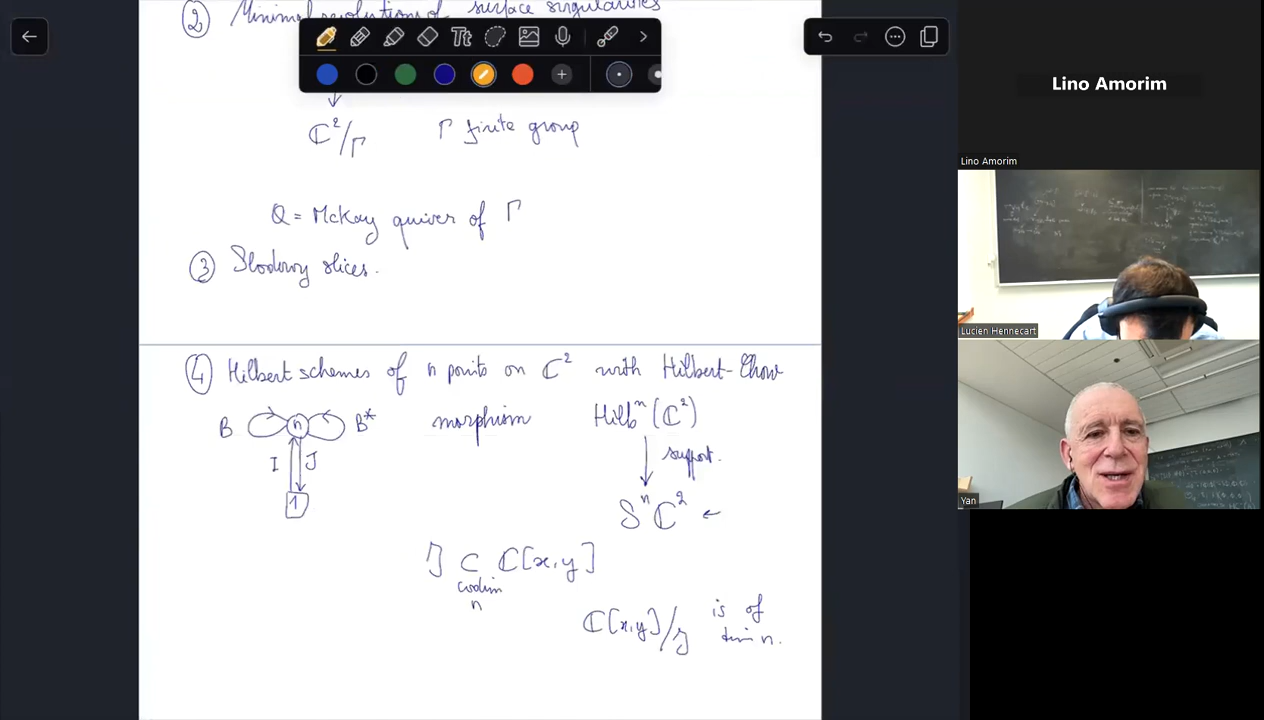 ② Minimal resolutions of surface singularities
Tt
ℂ²/Γ Γ finite group
Q = McKay quiver of Γ
③ Slodowy slices.
④ Hilbert schemes of n points on ℂ² with Hilbert-Chow
morphism Hilbⁿ(ℂ²)
B n B*
I J support.
1
Sⁿℂ² ←
J ⊂ ℂ[x,y]
codim
n
ℂ[x,y]/J is of
dim n.
Lino Amorim
Lino Amorim
Lucien Hennecart
Yan